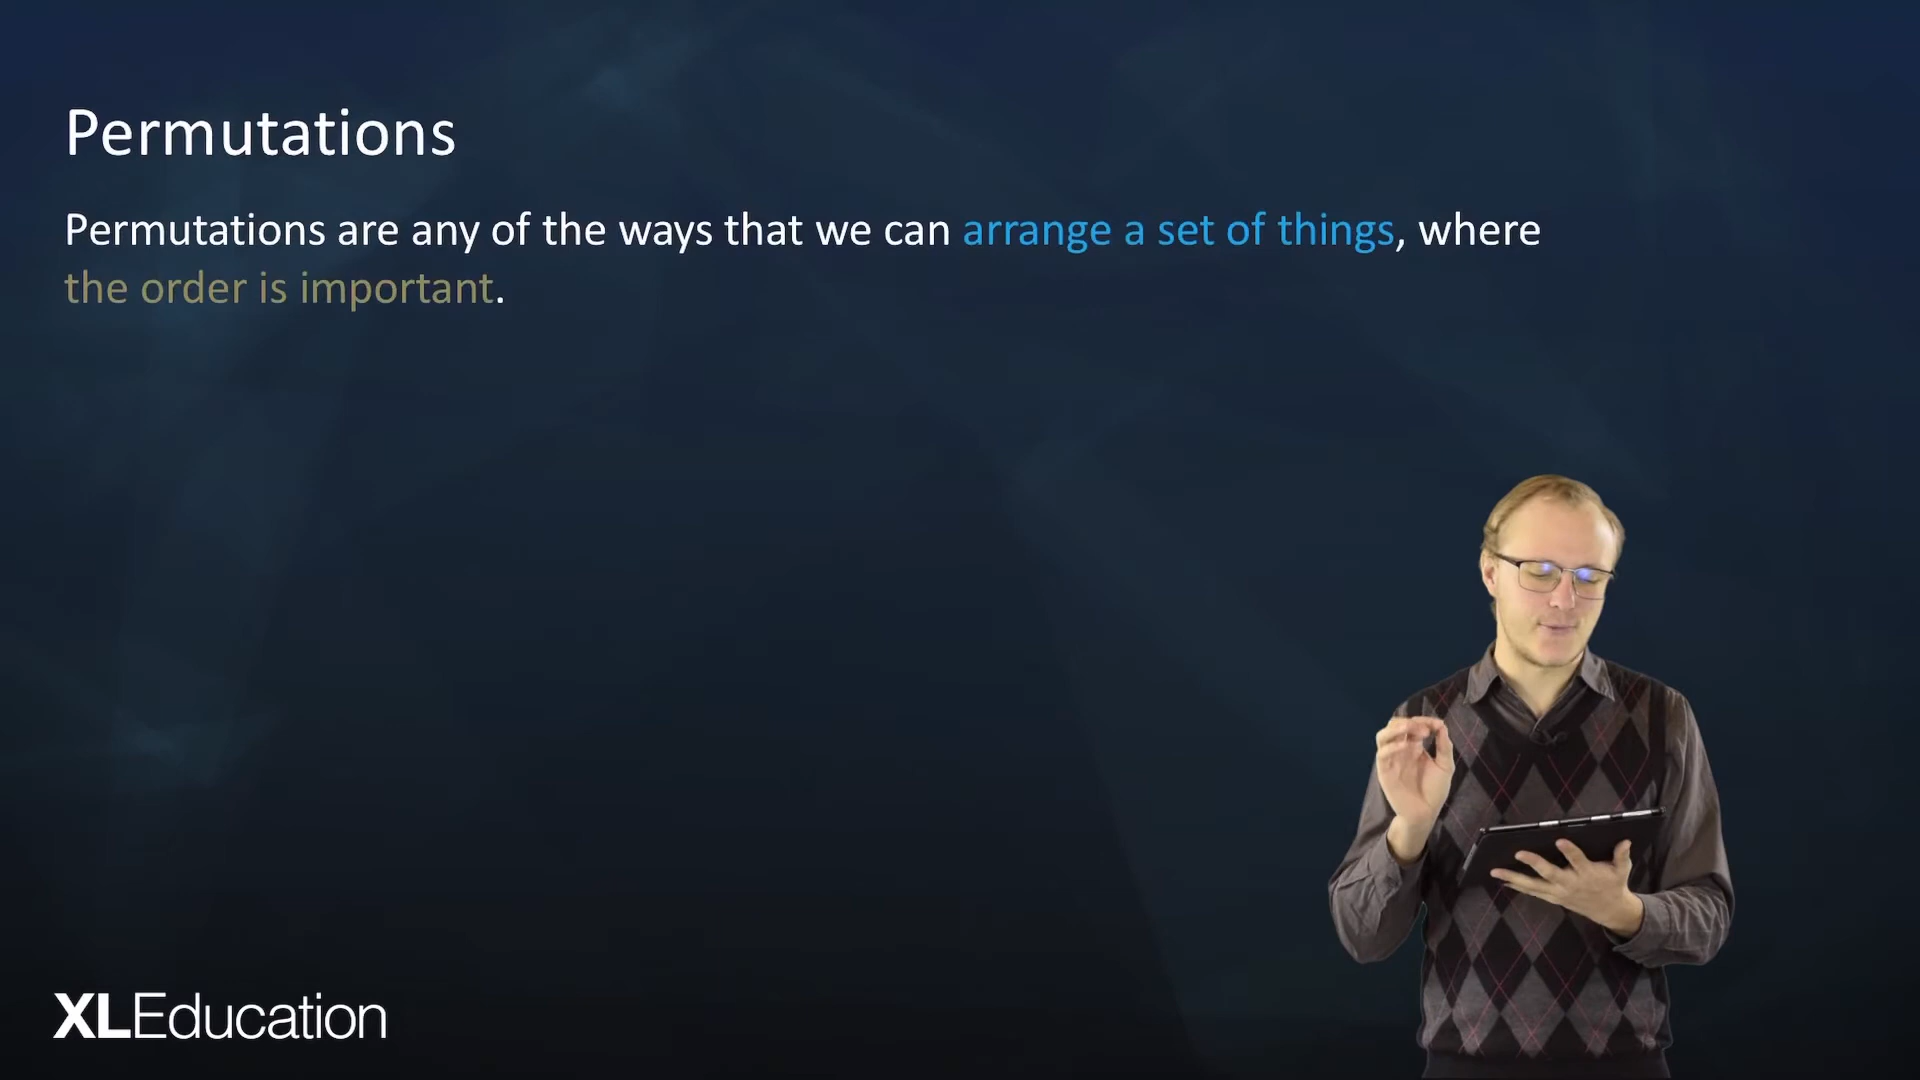 Permutations
Permutations are any of the ways that we can arrange a set of things, where
the order is important.
XLEducation